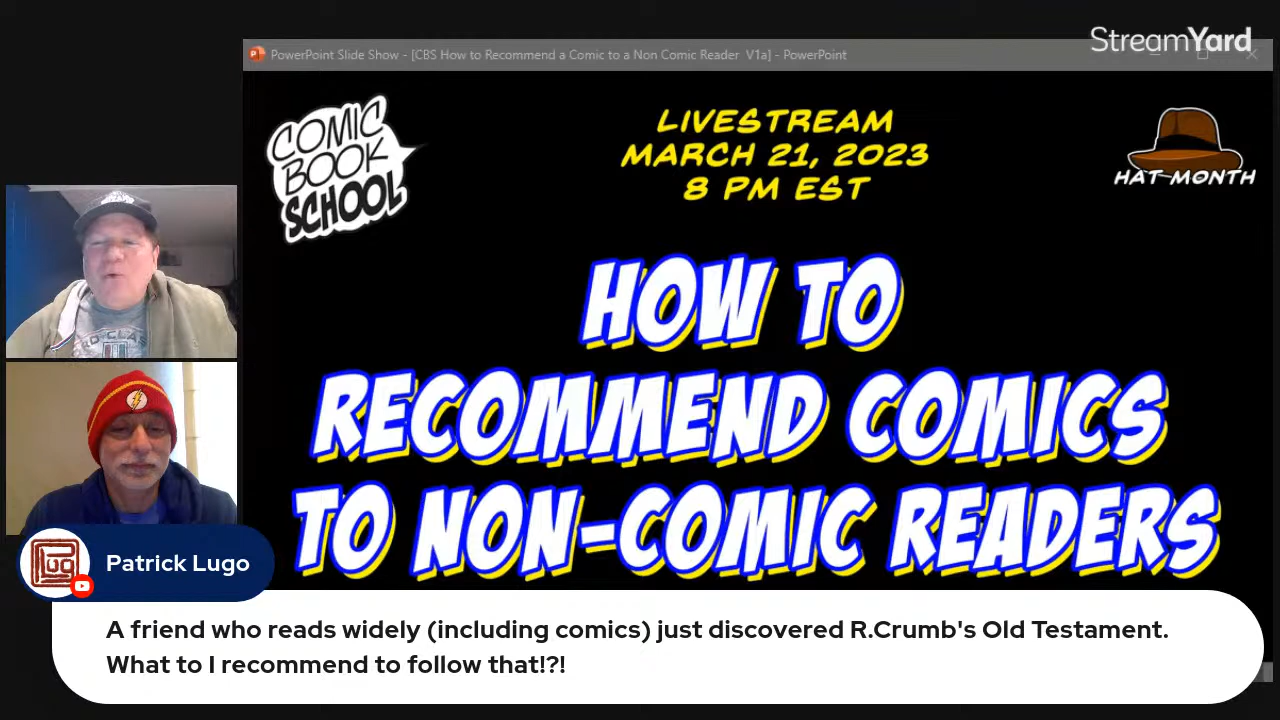 StreamYard
PowerPoint Slide Show - [CBS How to Recommend a Comic to a Non Comic Reader V1a] - PowerPoint
COMIC
BOOK
SCHOOL
LIVESTREAM
MARCH 21, 2023
8 PM EST
HAT MONTH
HOW TO
RECOMMEND COMICS
TO NON-COMIC READERS
Lugo
Patrick Lugo
A friend who reads widely (including comics) just discovered R.Crumb's Old Testament.
What to I recommend to follow that!?!